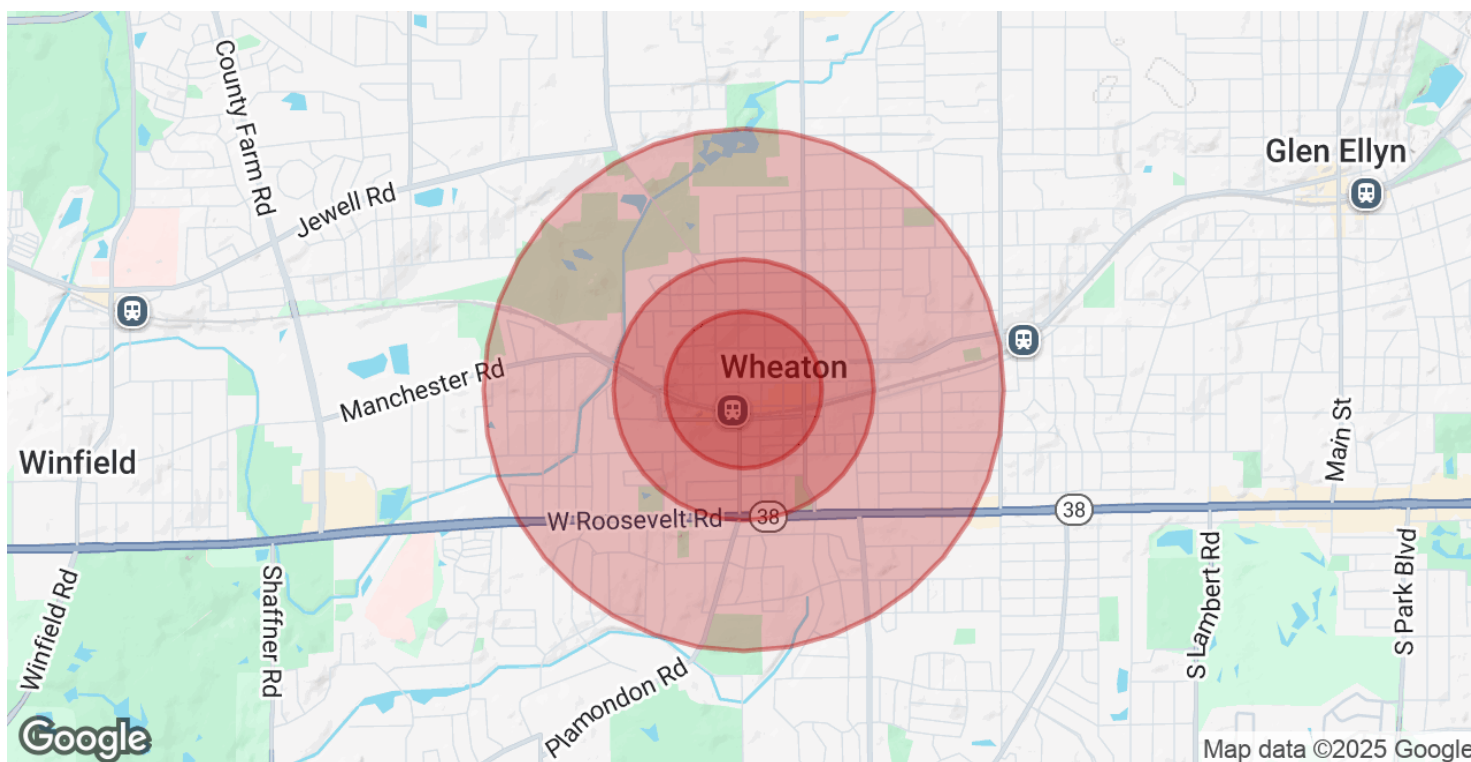 County Farm Rd
Jewell Rd
Glen Ellyn
Wheaton
Manchester Rd
Winfield
Main St
W Roosevelt Rd
38
38
Winfield Rd
Shaffner Rd
Plamondon Rd
S Lambert Rd
S Park Blvd
Google
Map data ©2025 Google